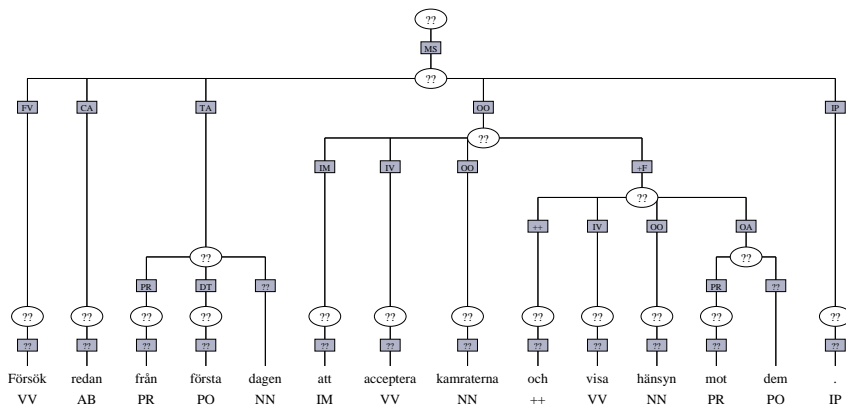 ??
MS
??
FV CA TA OO IP
??
IM IV OO +F
??
++ IV OO OA
?? ??
PR DT ?? PR ??
?? ?? ?? ?? ?? ?? ?? ?? ?? ?? ?? ??
?? ?? ?? ?? ?? ?? ?? ?? ?? ?? ?? ??
Försök redan från första dagen att acceptera kamraterna och visa hänsyn mot dem .
VV AB PR PO NN IM VV NN ++ VV NN PR PO IP